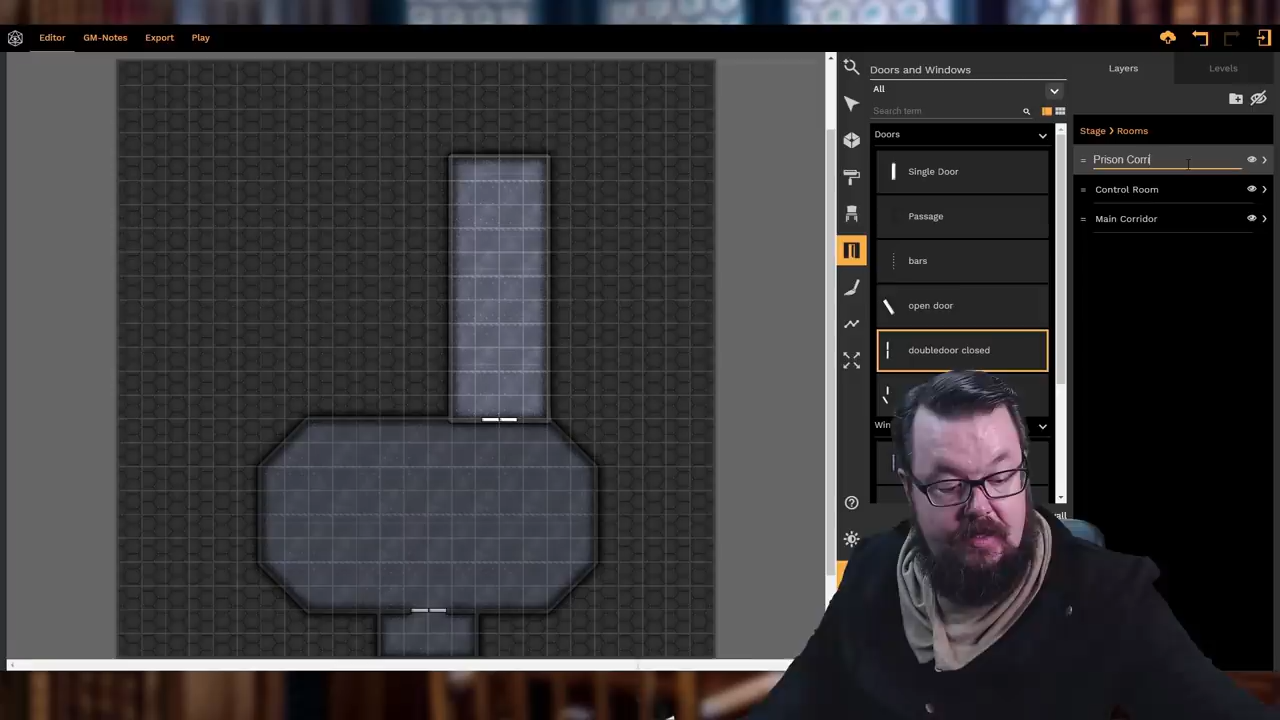 Editor GM-Notes Export Play
Doors and Windows
Layers Levels
All
Search term
Doors
Stage > Rooms
Single Door
Prison Corri
Passage
Control Room
bars
Main Corridor
open door
doubledoor closed